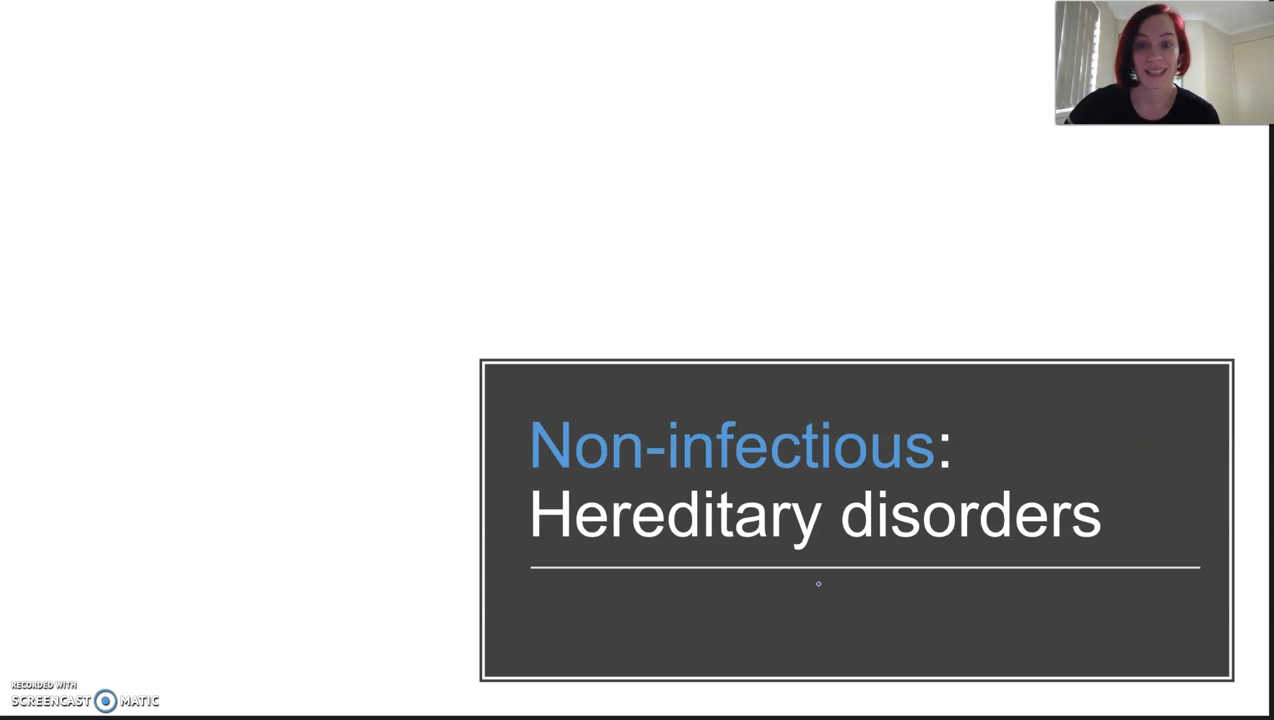 Non-infectious:
Hereditary disorders
RECORDED WITH
SCREENCAST MATIC